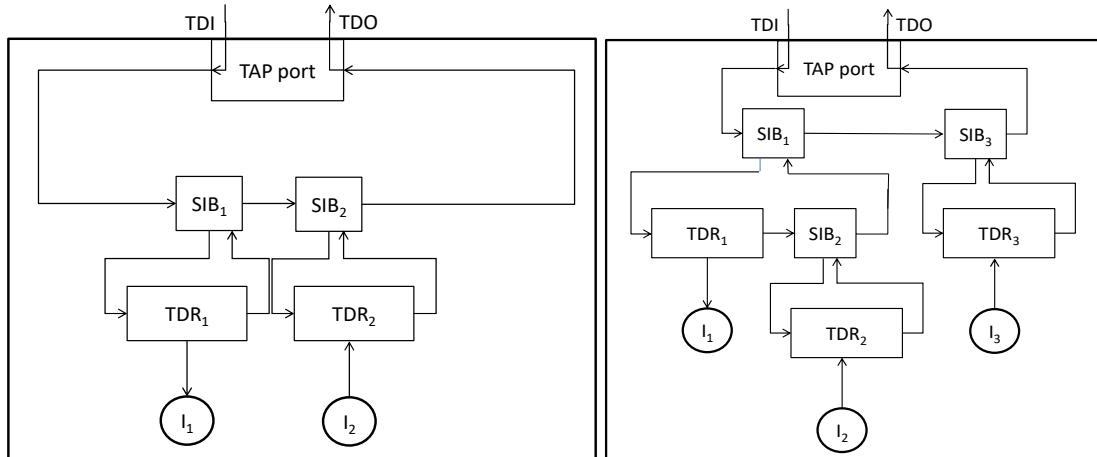 TDI
TDO
TAP port
SIB₁
SIB₂
TDR₁
TDR₂
I₁
I₂
TDI
TDO
TAP port
SIB₁
SIB₃
TDR₁
SIB₂
TDR₃
I₁
TDR₂
I₃
I₂